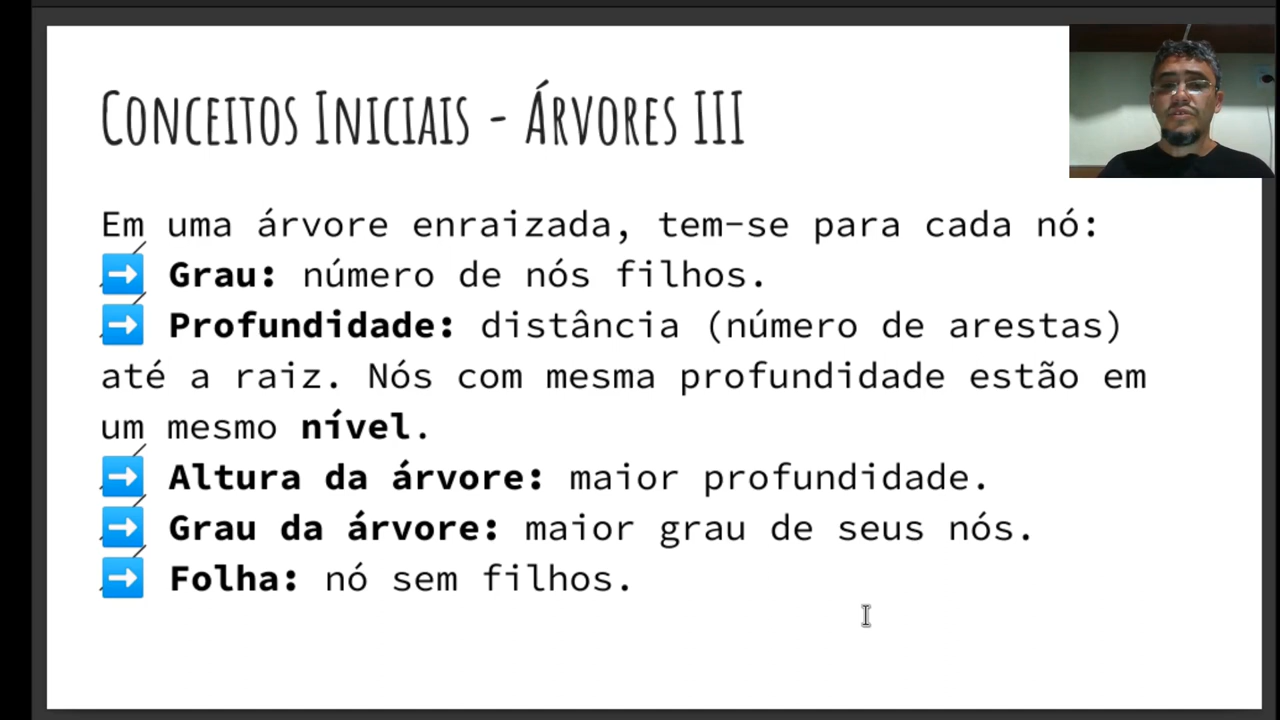 Conceitos Iniciais - Árvores III
Em uma árvore enraizada, tem-se para cada nó:
➡ Grau: número de nós filhos.
➡ Profundidade: distância (número de arestas)
até a raiz. Nós com mesma profundidade estão em
um mesmo nível.
➡ Altura da árvore: maior profundidade.
➡ Grau da árvore: maior grau de seus nós.
➡ Folha: nó sem filhos.